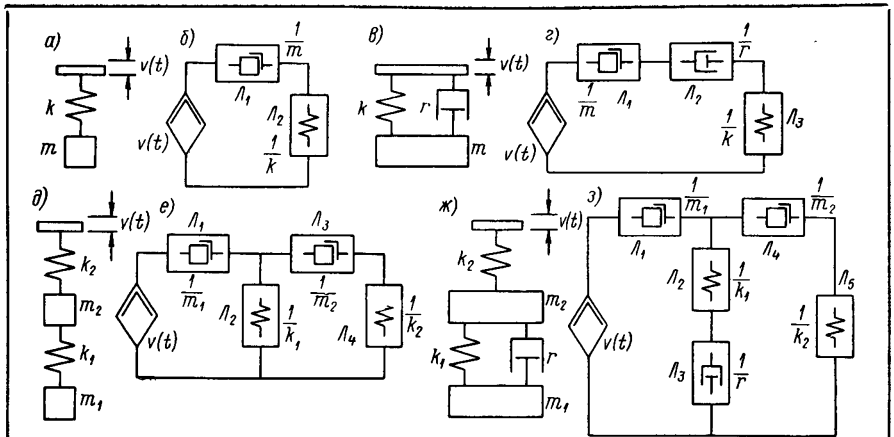 а)
v(t)
k
m
б)
1/m
Л₁
Л₂
1/k
v(t)
в)
v(t)
k
r
m
г)
1/m
Л₁
1/r
Л₂
1/k
Л₃
v(t)
д)
v(t)
k₂
m₂
k₁
m₁
е)
Л₁
1/m₁
Л₃
1/m₂
Л₂
1/k₁
Л₄
1/k₂
v(t)
ж)
v(t)
k₂
m₂
k₁
r
m₁
з)
1/m₁
Л₁
1/m₂
Л₄
Л₂
1/k₁
Л₅
1/k₂
Л₃
1/r
v(t)